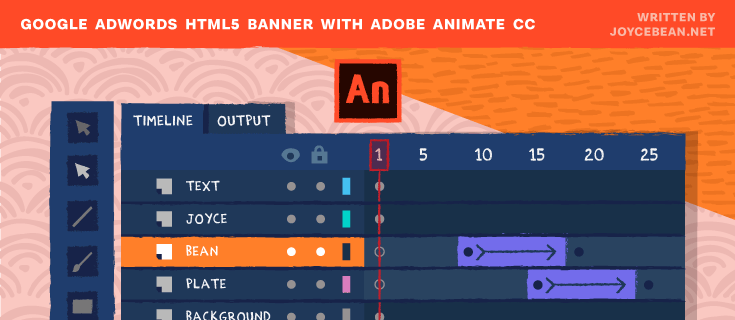 GOOGLE ADWORDS HTML5 BANNER WITH ADOBE ANIMATE CC
WRITTEN BY
JOYCEBEAN.NET
An
TIMELINE OUTPUT
1 5 10 15 20 25
TEXT
JOYCE
BEAN
PLATE
BACKGROUND